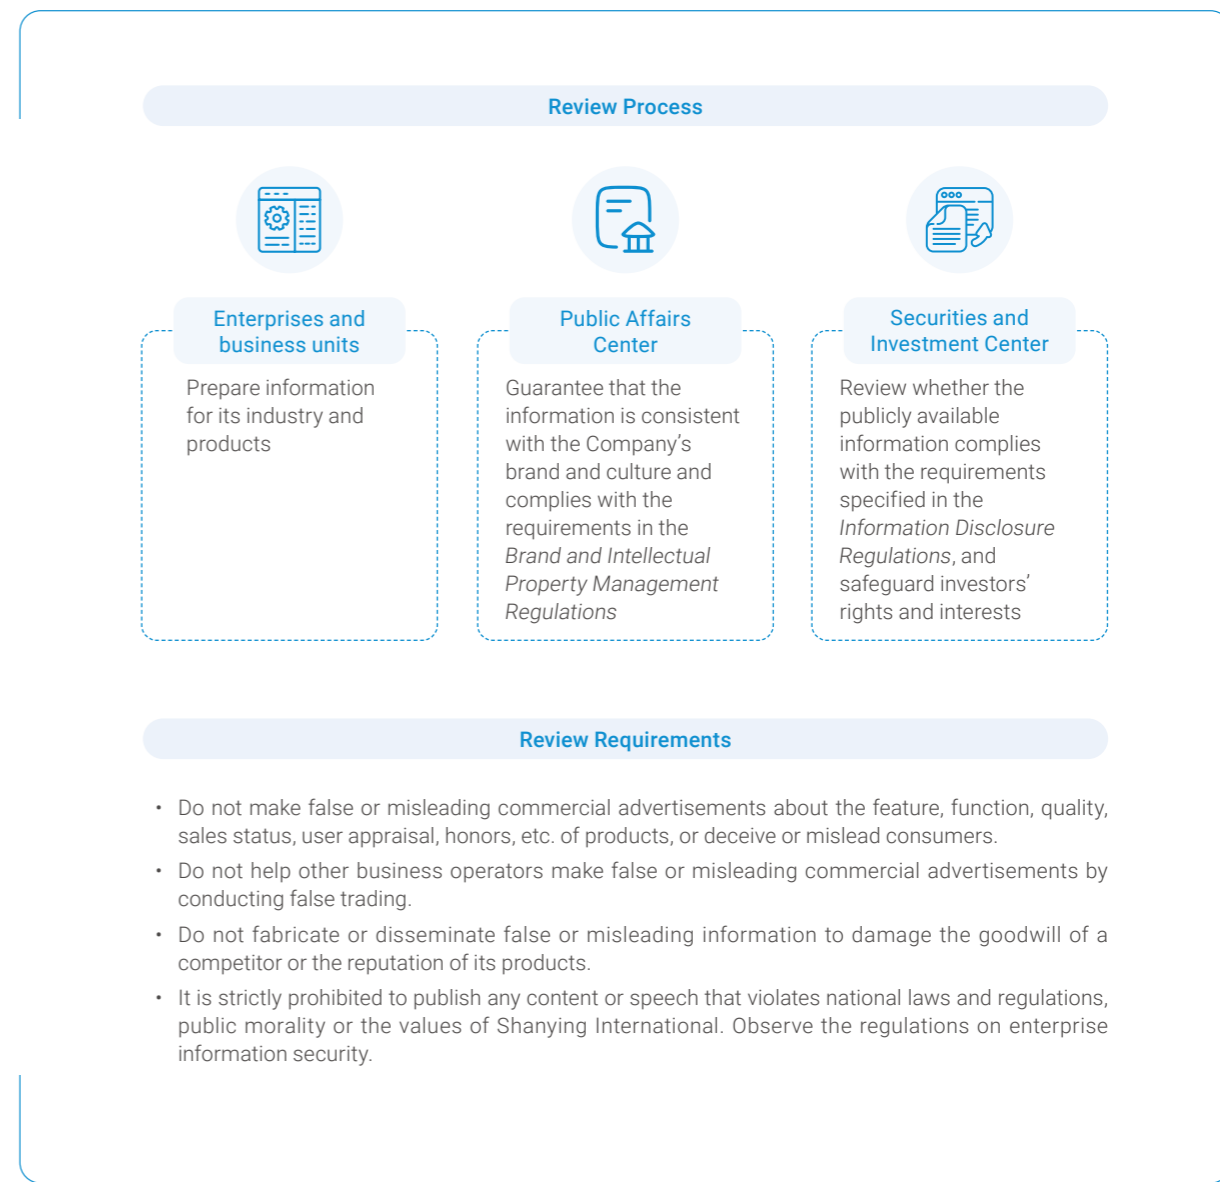 Review Process
Enterprises and
business units
Prepare information
for its industry and
products
Public Affairs
Center
Guarantee that the
information is consistent
with the Company's
brand and culture and
complies with the
requirements in the
Brand and Intellectual
Property Management
Regulations
Securities and
Investment Center
Review whether the
publicly available
information complies
with the requirements
specified in the
Information Disclosure
Regulations, and
safeguard investors'
rights and interests
Review Requirements
• Do not make false or misleading commercial advertisements about the feature, function, quality,
sales status, user appraisal, honors, etc. of products, or deceive or mislead consumers.
• Do not help other business operators make false or misleading commercial advertisements by
conducting false trading.
• Do not fabricate or disseminate false or misleading information to damage the goodwill of a
competitor or the reputation of its products.
• It is strictly prohibited to publish any content or speech that violates national laws and regulations,
public morality or the values of Shanying International. Observe the regulations on enterprise
information security.